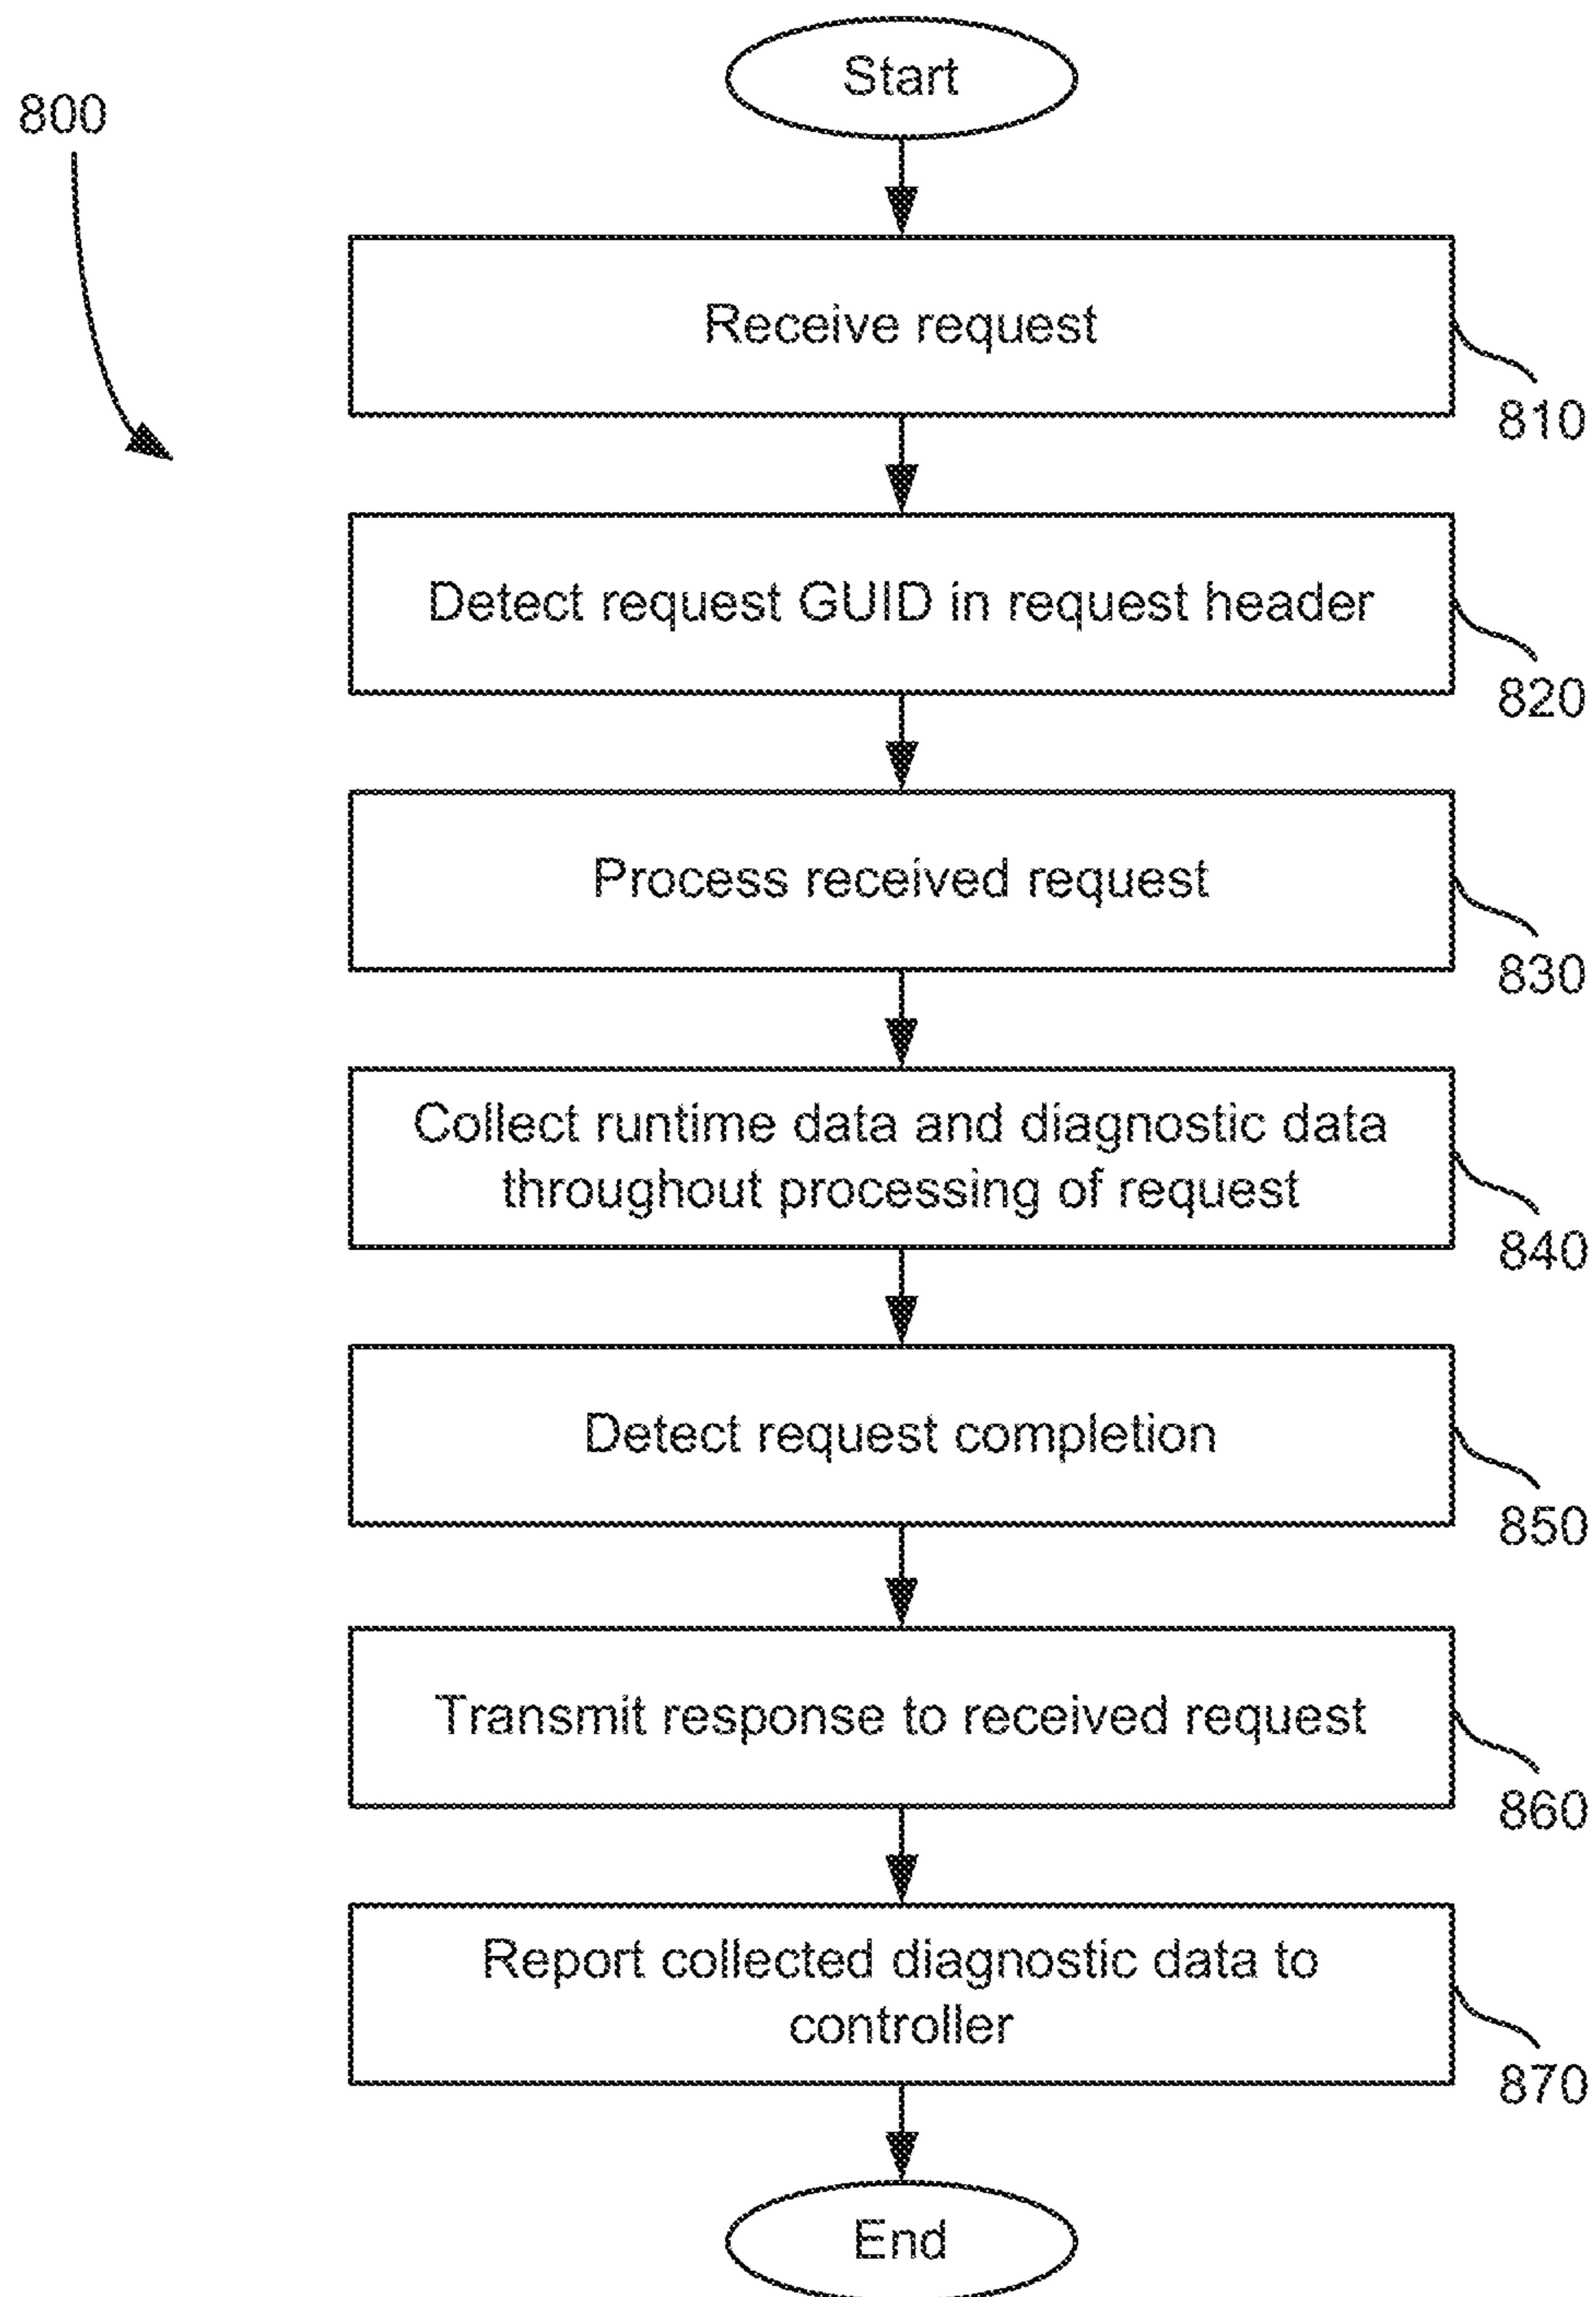 Start
800
Receive request
810
Detect request GUID in request header
820
Process received request
830
Collect runtime data and diagnostic data
throughout processing of request
840
Detect request completion
850
Transmit response to received request
860
Report collected diagnostic data to
controller
870
End